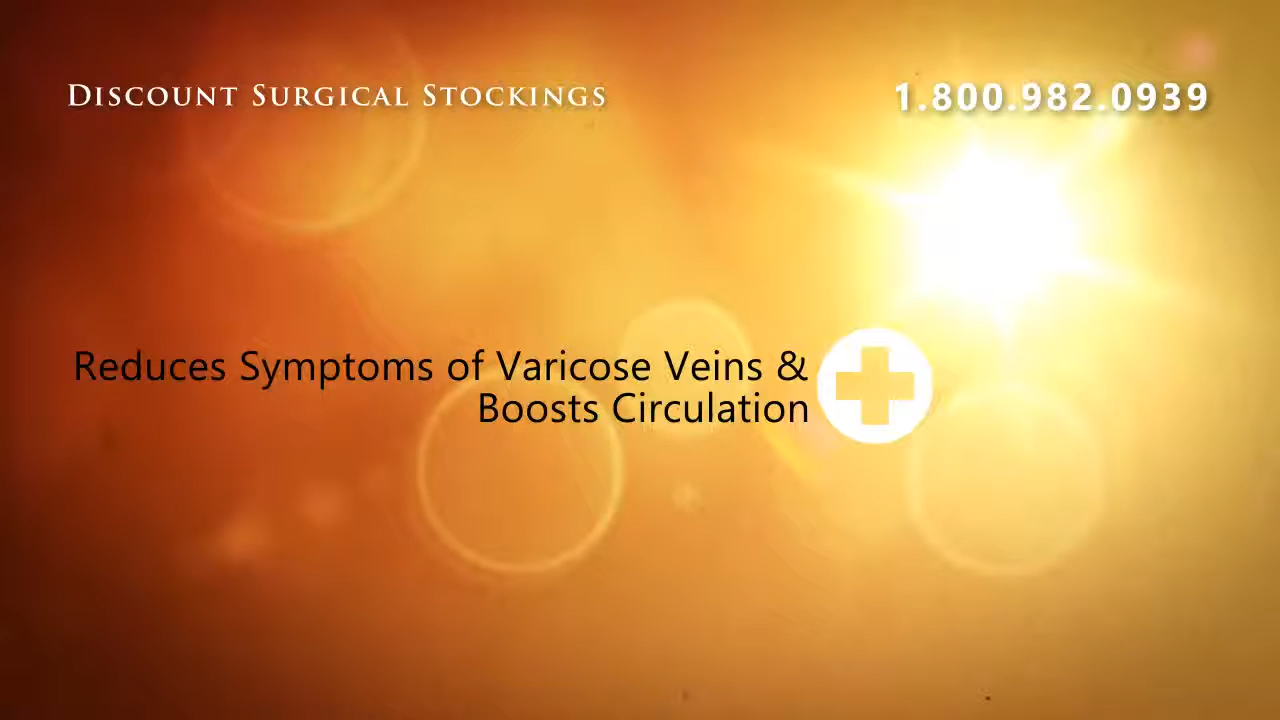 Discount Surgical Stockings
1.800.982.0939
Reduces Symptoms of Varicose Veins &
Boosts Circulation